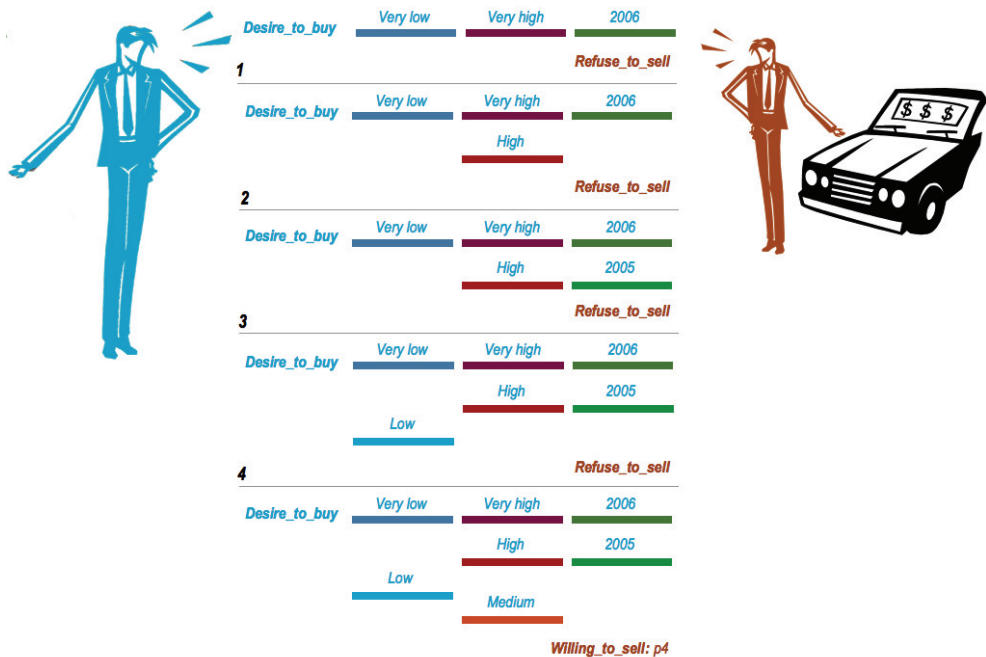 Desire_to_buy Very low Very high 2006
Refuse_to_sell
1
Desire_to_buy Very low Very high 2006
High
Refuse_to_sell
2
Desire_to_buy Very low Very high 2006
High 2005
Refuse_to_sell
3
Desire_to_buy Very low Very high 2006
High 2005
Low
Refuse_to_sell
4
Desire_to_buy Very low Very high 2006
High 2005
Low
Medium
Willing_to_sell: p4
$ $ $